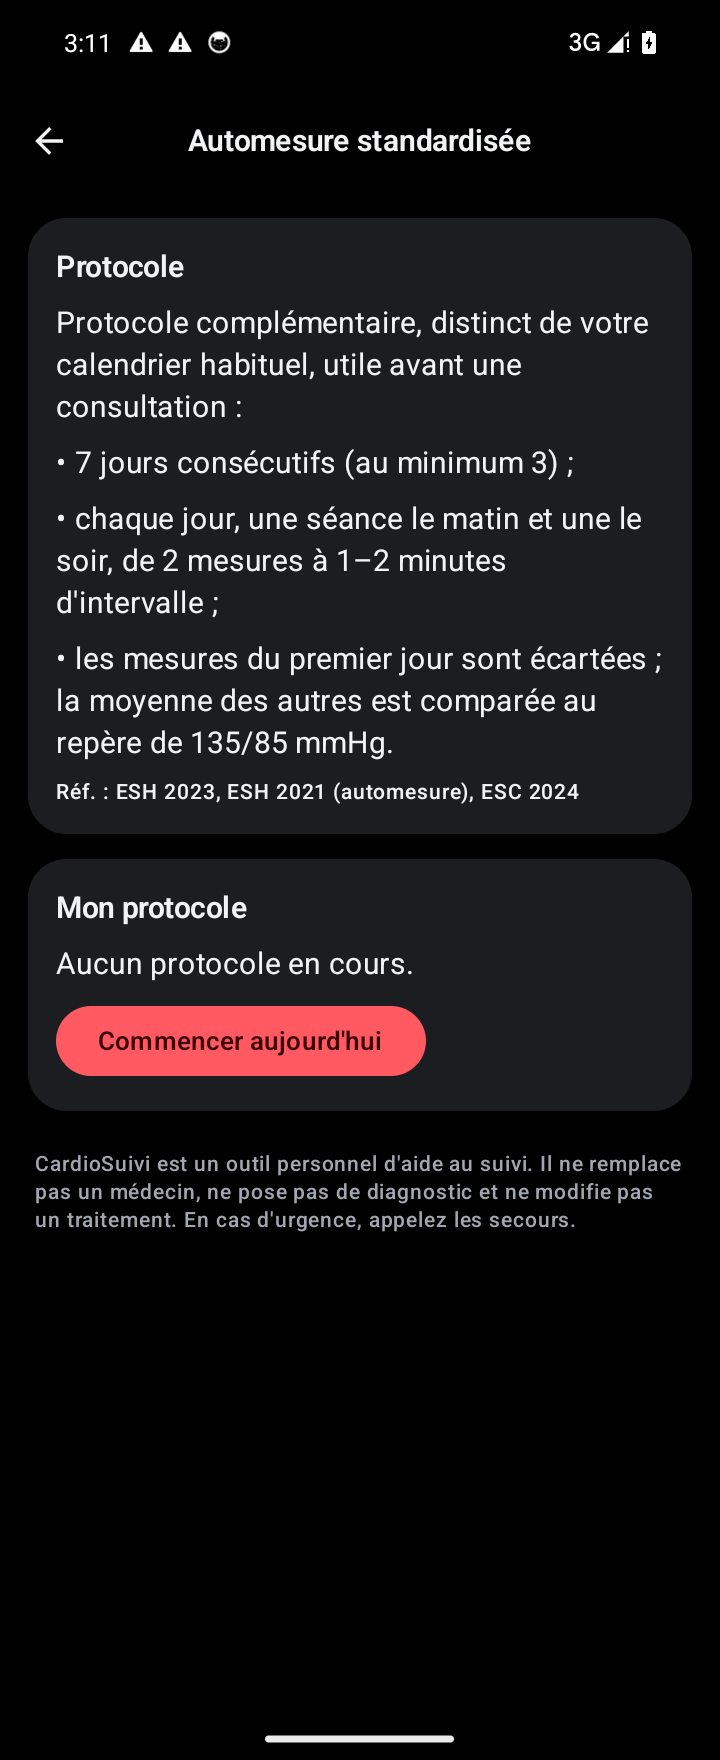 3:11
3G
Automesure standardisée
Protocole
Protocole complémentaire, distinct de votre
calendrier habituel, utile avant une
consultation :
• 7 jours consécutifs (au minimum 3) ;
• chaque jour, une séance le matin et une le
soir, de 2 mesures à 1–2 minutes
d'intervalle ;
• les mesures du premier jour sont écartées ;
la moyenne des autres est comparée au
repère de 135/85 mmHg.
Réf. : ESH 2023, ESH 2021 (automesure), ESC 2024
Mon protocole
Aucun protocole en cours.
Commencer aujourd'hui
CardioSuivi est un outil personnel d'aide au suivi. Il ne remplace
pas un médecin, ne pose pas de diagnostic et ne modifie pas
un traitement. En cas d'urgence, appelez les secours.